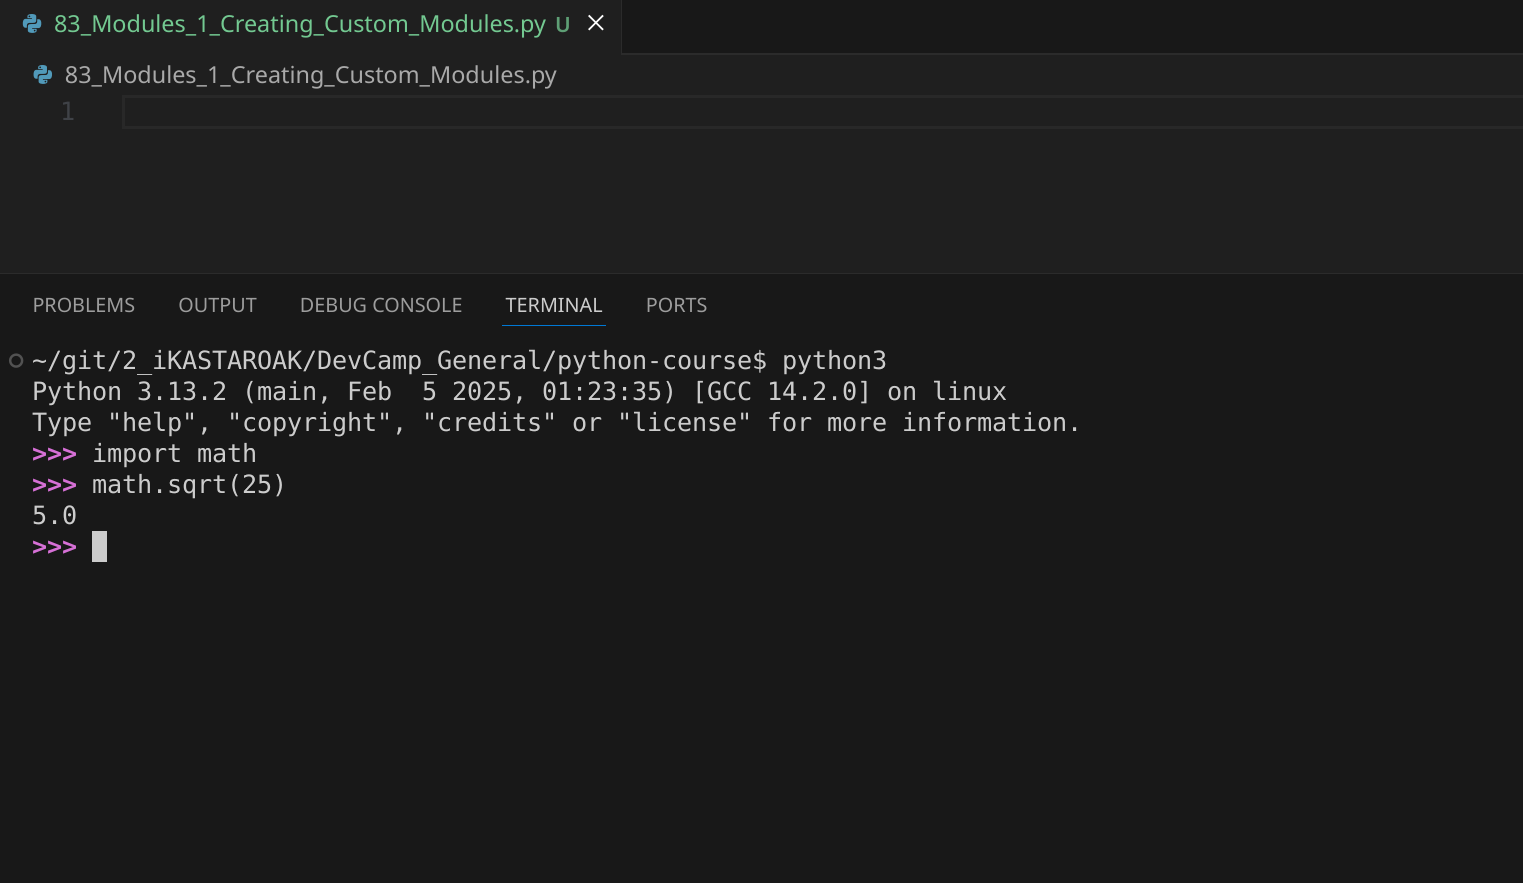 83_Modules_1_Creating_Custom_Modules.py U
83_Modules_1_Creating_Custom_Modules.py
1
PROBLEMS OUTPUT DEBUG CONSOLE TERMINAL PORTS
~/git/2_iKASTAROAK/DevCamp_General/python-course$ python3
Python 3.13.2 (main, Feb  5 2025, 01:23:35) [GCC 14.2.0] on linux
Type "help", "copyright", "credits" or "license" for more information.
>>> import math
>>> math.sqrt(25)
5.0
>>>